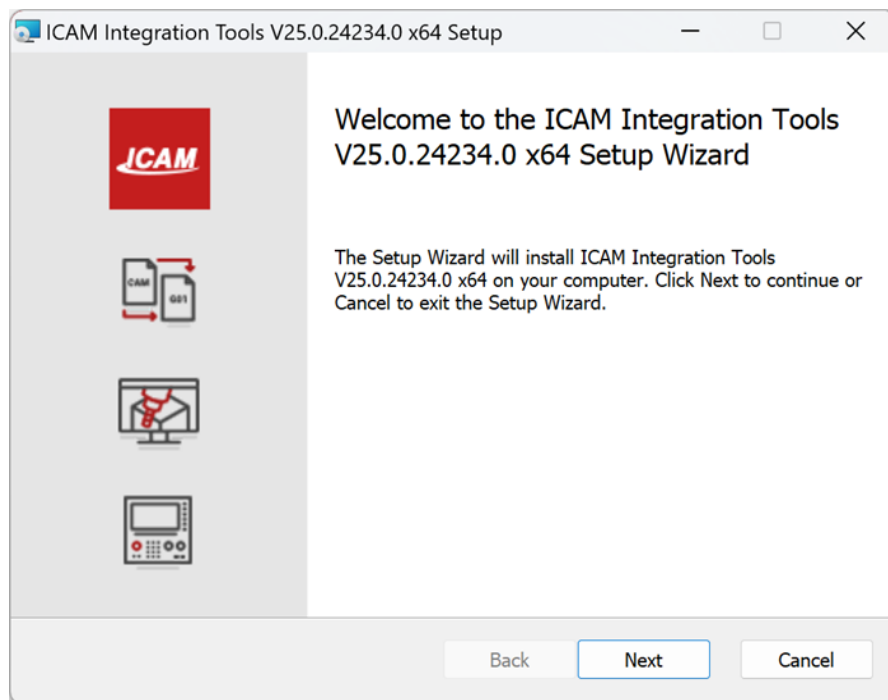 ICAM Integration Tools V25.0.24234.0 x64 Setup
ICAM
CAM
G01
Welcome to the ICAM Integration Tools
V25.0.24234.0 x64 Setup Wizard
The Setup Wizard will install ICAM Integration Tools
V25.0.24234.0 x64 on your computer. Click Next to continue or
Cancel to exit the Setup Wizard.
Back
Next
Cancel